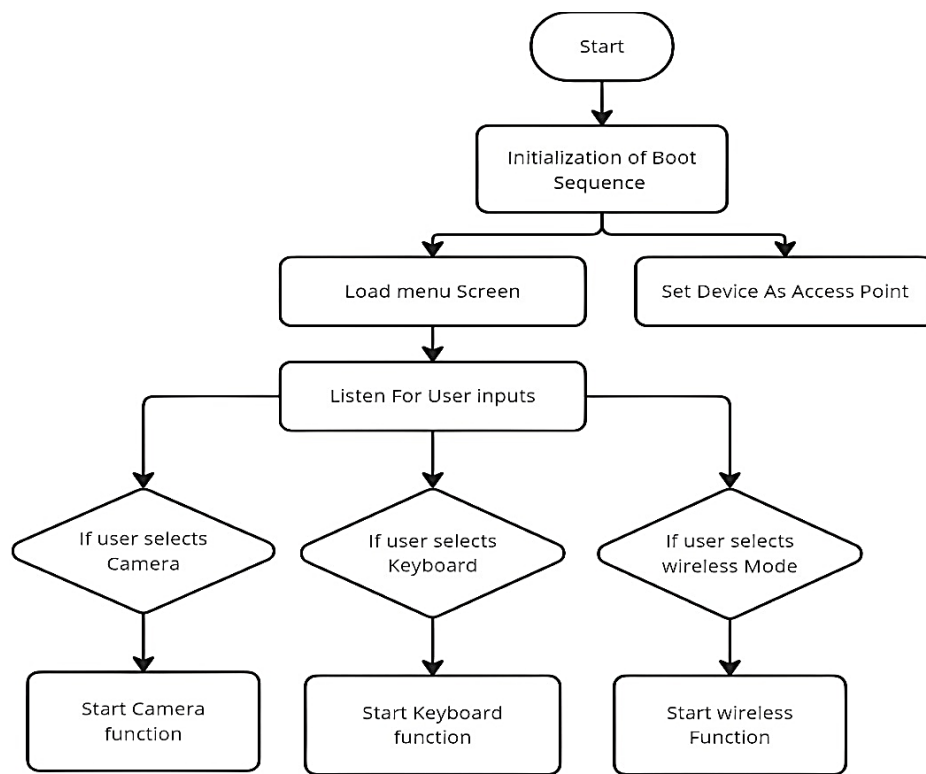 Start
Initialization of Boot
Sequence
Load menu Screen
Set Device As Access Point
Listen For User inputs
If user selects
Camera
If user selects
Keyboard
If user selects
wireless Mode
Start Camera
function
Start Keyboard
function
Start wireless
Function